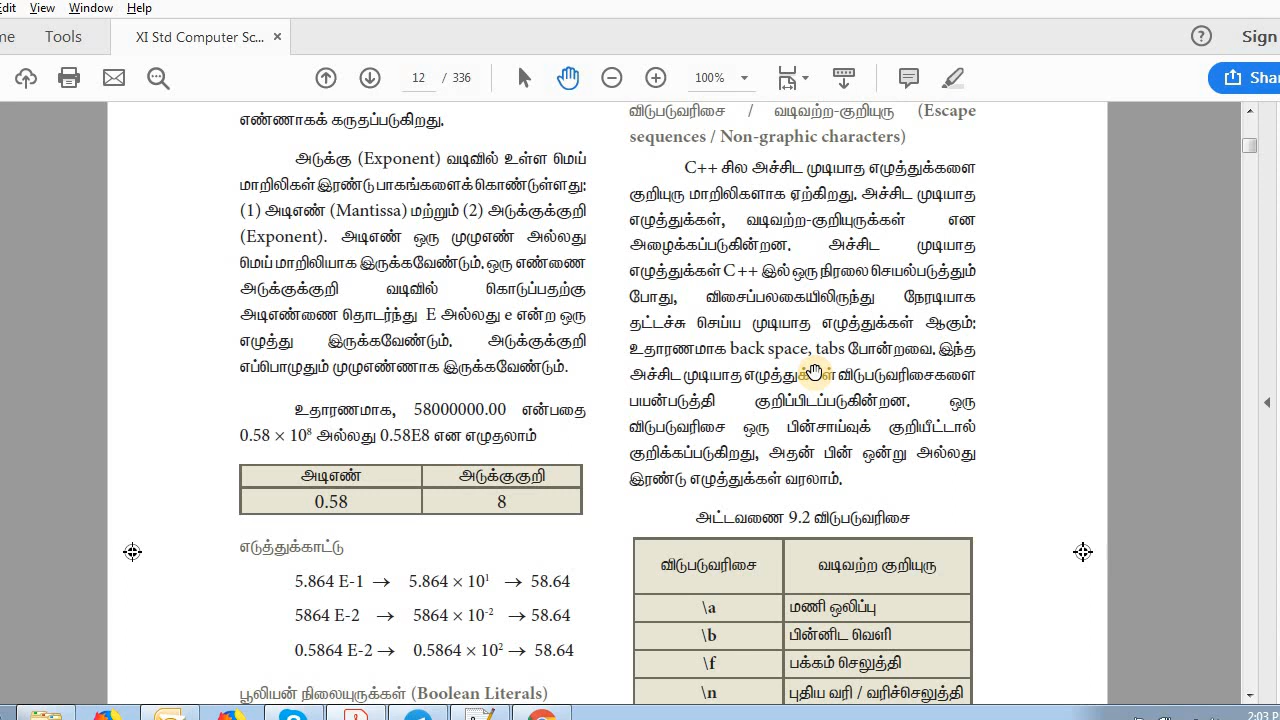 Edit View Window Help
Tools XI Std Computer Sc... × Sign
12 / 336 100% Shar
எண்ணாகக் கருதப்படுகிறது.
அடுக்கு (Exponent) வடிவில் உள்ள மெய்
மாறிலிகள் இரண்டு பாகங்களைக் கொண்டுள்ளது:
(1) அடிஎண் (Mantissa) மற்றும் (2) அடுக்குக்குறி
(Exponent). அடிஎண் ஒரு முழுஎண் அல்லது
மெய் மாறிலியாக இருக்கவேண்டும். ஒரு எண்ணை
அடுக்குக்குறி வடிவில் கொடுப்பதற்கு
அடிஎண்ணை தொடர்ந்து E அல்லது e என்ற ஒரு
எழுத்து இருக்கவேண்டும். அடுக்குக்குறி
எப்பொழுதும் முழுஎண்ணாக இருக்கவேண்டும்.
உதாரணமாக, 58000000.00 என்பதை
0.58 × 10⁸ அல்லது 0.58E8 என எழுதலாம்
அடிஎண் அடுக்குகுறி
0.58 8
எடுத்துக்காட்டு
5.864 E-1 → 5.864 × 10¹ → 58.64
5864 E-2 → 5864 × 10⁻² → 58.64
0.5864 E-2 → 0.5864 × 10² → 58.64
பூலியன் நிலையுருக்கள் (Boolean Literals)
விடுபடுவரிசை / வடிவற்ற-குறியுரு (Escape
sequences / Non-graphic characters)
C++ சில அச்சிட முடியாத எழுத்துக்களை
குறியுரு மாறிலிகளாக ஏற்கிறது. அச்சிட முடியாத
எழுத்துக்கள், வடிவற்ற-குறியுருக்கள் என
அழைக்கப்படுகின்றன. அச்சிட முடியாத
எழுத்துக்கள் C++ இல் ஒரு நிரலை செயல்படுத்தும்
போது, விசைப்பலகையிலிருந்து நேரடியாக
தட்டச்சு செய்ய முடியாத எழுத்துக்கள் ஆகும்:
உதாரணமாக back space, tabs போன்றவை. இந்த
அச்சிட முடியாத எழுத்துக்கள் விடுபடுவரிசைகளை
பயன்படுத்தி குறிப்பிடப்படுகின்றன. ஒரு
விடுபடுவரிசை ஒரு பின்சாய்வுக் குறியீட்டால்
குறிக்கப்படுகிறது, அதன் பின் ஒன்று அல்லது
இரண்டு எழுத்துக்கள் வரலாம்.
அட்டவணை 9.2 விடுபடுவரிசை
விடுபடுவரிசை வடிவற்ற குறியுரு
\a மணி ஒலிப்பு
\b பின்னிட வெளி
\f பக்கம் செலுத்தி
\n புதிய வரி / வரிச்செலுத்தி
2:03 P